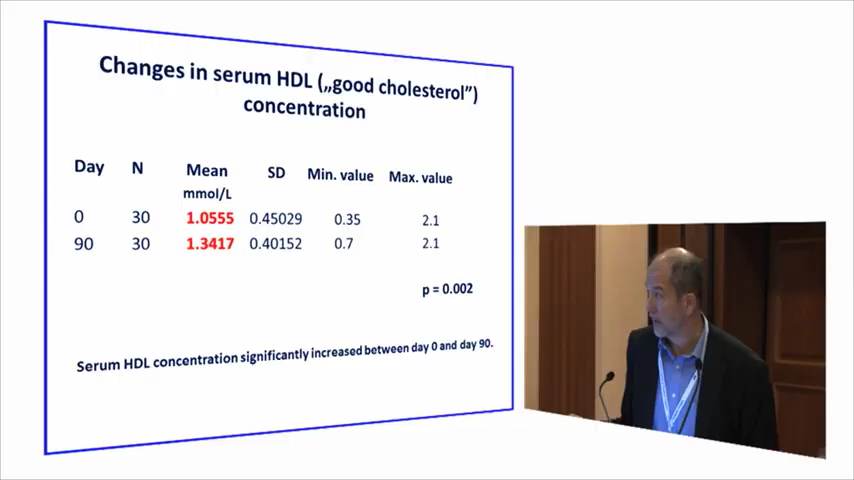 Changes in serum HDL („good cholesterol”)
concentration
Day N Mean SD Min. value Max. value
mmol/L
0 30 1.0555 0.45029 0.35 2.1
90 30 1.3417 0.40152 0.7 2.1
p = 0.002
Serum HDL concentration significantly increased between day 0 and day 90.